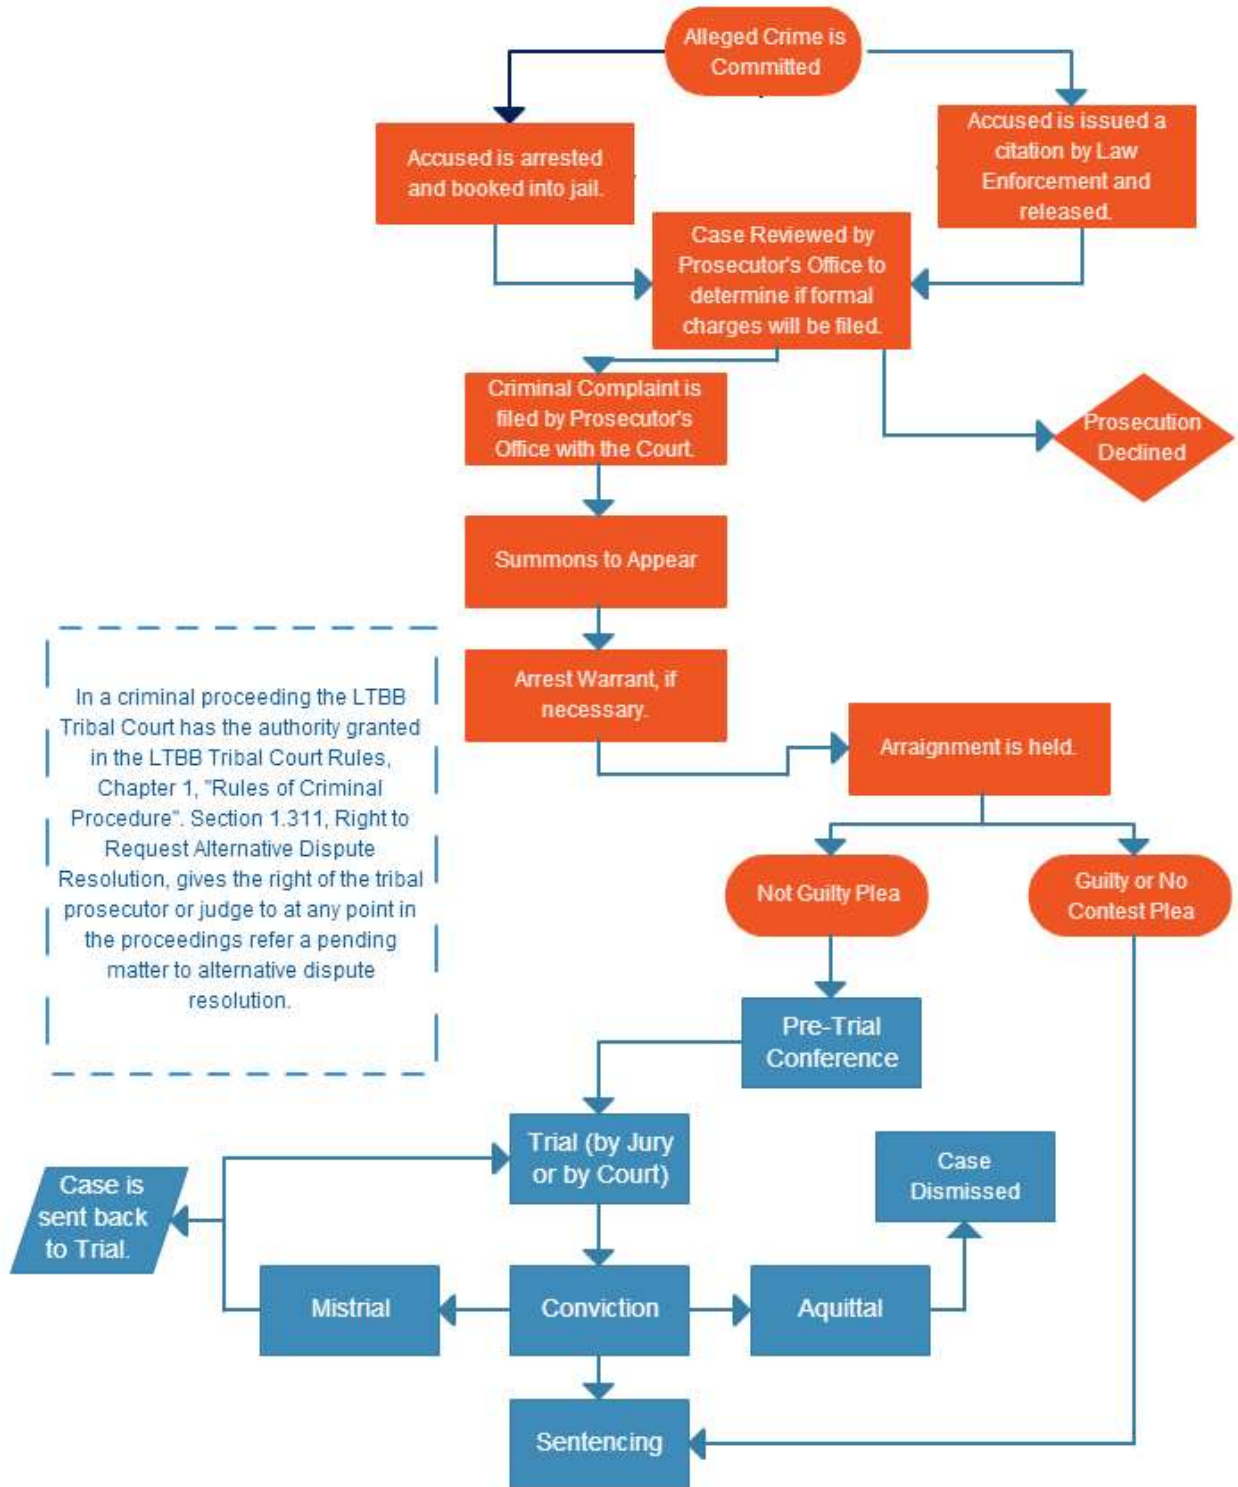 Alleged Crime is
Committed
Accused is arrested
and booked into jail.
Accused is issued a
citation by Law
Enforcement and
released.
Case Reviewed by
Prosecutor's Office to
determine if formal
charges will be filed.
Criminal Complaint is
filed by Prosecutor's
Office with the Court.
Prosecution
Declined
Summons to Appear
Arrest Warrant, if
necessary.
In a criminal proceeding the LTBB
Tribal Court has the authority granted
in the LTBB Tribal Court Rules,
Chapter 1, "Rules of Criminal
Procedure". Section 1.311, Right to
Request Alternative Dispute
Resolution, gives the right of the tribal
prosecutor or judge to at any point in
the proceedings refer a pending
matter to alternative dispute
resolution.
Arraignment is held.
Not Guilty Plea
Guilty or No
Contest Plea
Pre-Trial
Conference
Trial (by Jury
or by Court)
Case
Dismissed
Case is
sent back
to Trial.
Mistrial
Conviction
Aquittal
Sentencing